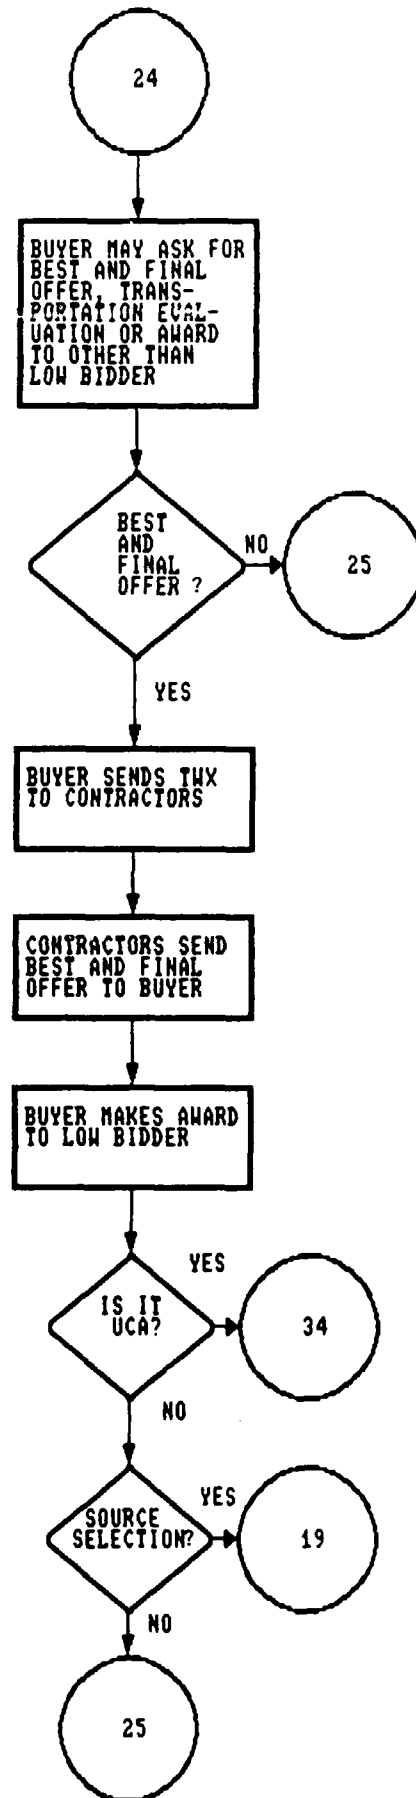 24
BUYER MAY ASK FOR
BEST AND FINAL
OFFER, TRANS-
PORTATION EVAL-
UATION OR AWARD
TO OTHER THAN
LOW BIDDER
BEST
AND
FINAL
OFFER ?
NO
25
YES
BUYER SENDS TWX
TO CONTRACTORS
CONTRACTORS SEND
BEST AND FINAL
OFFER TO BUYER
BUYER MAKES AWARD
TO LOW BIDDER
YES
IS IT
UCA?
34
NO
YES
SOURCE
SELECTION?
19
NO
25